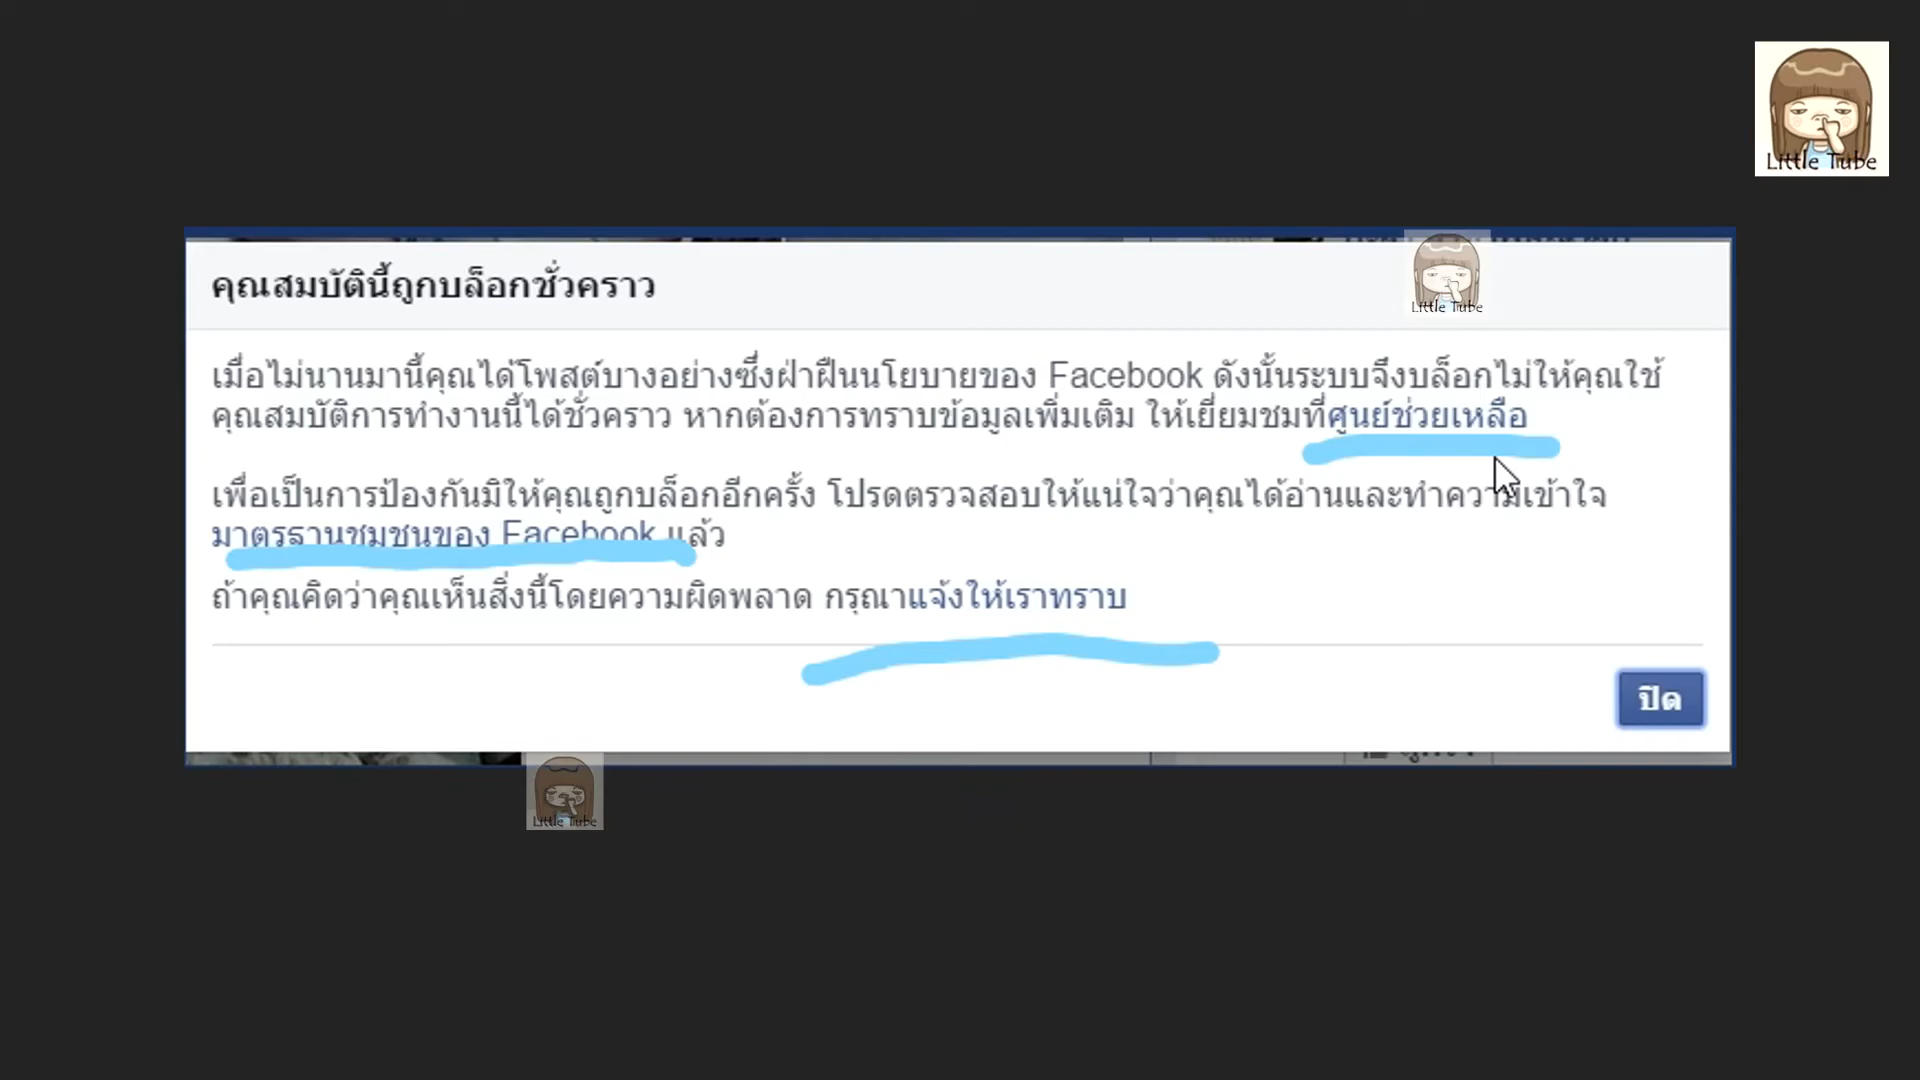 Little Tube
คุณสมบัตินี้ถูกบล็อกชั่วคราว
Little Tube
เมื่อไม่นานมานี้คุณได้โพสต์บางอย่างซึ่งฝ่าฝืนนโยบายของ Facebook ดังนั้นระบบจึงบล็อกไม่ให้คุณใช้
คุณสมบัติการทำงานนี้ได้ชั่วคราว หากต้องการทราบข้อมูลเพิ่มเติม ให้เยี่ยมชมที่ศูนย์ช่วยเหลือ
เพื่อเป็นการป้องกันมิให้คุณถูกบล็อกอีกครั้ง โปรดตรวจสอบให้แน่ใจว่าคุณได้อ่านและทำความเข้าใจ
มาตรฐานชุมชนของ Facebook แล้ว
ถ้าคุณคิดว่าคุณเห็นสิ่งนี้โดยความผิดพลาด กรุณาแจ้งให้เราทราบ
ปิด
Little Tube